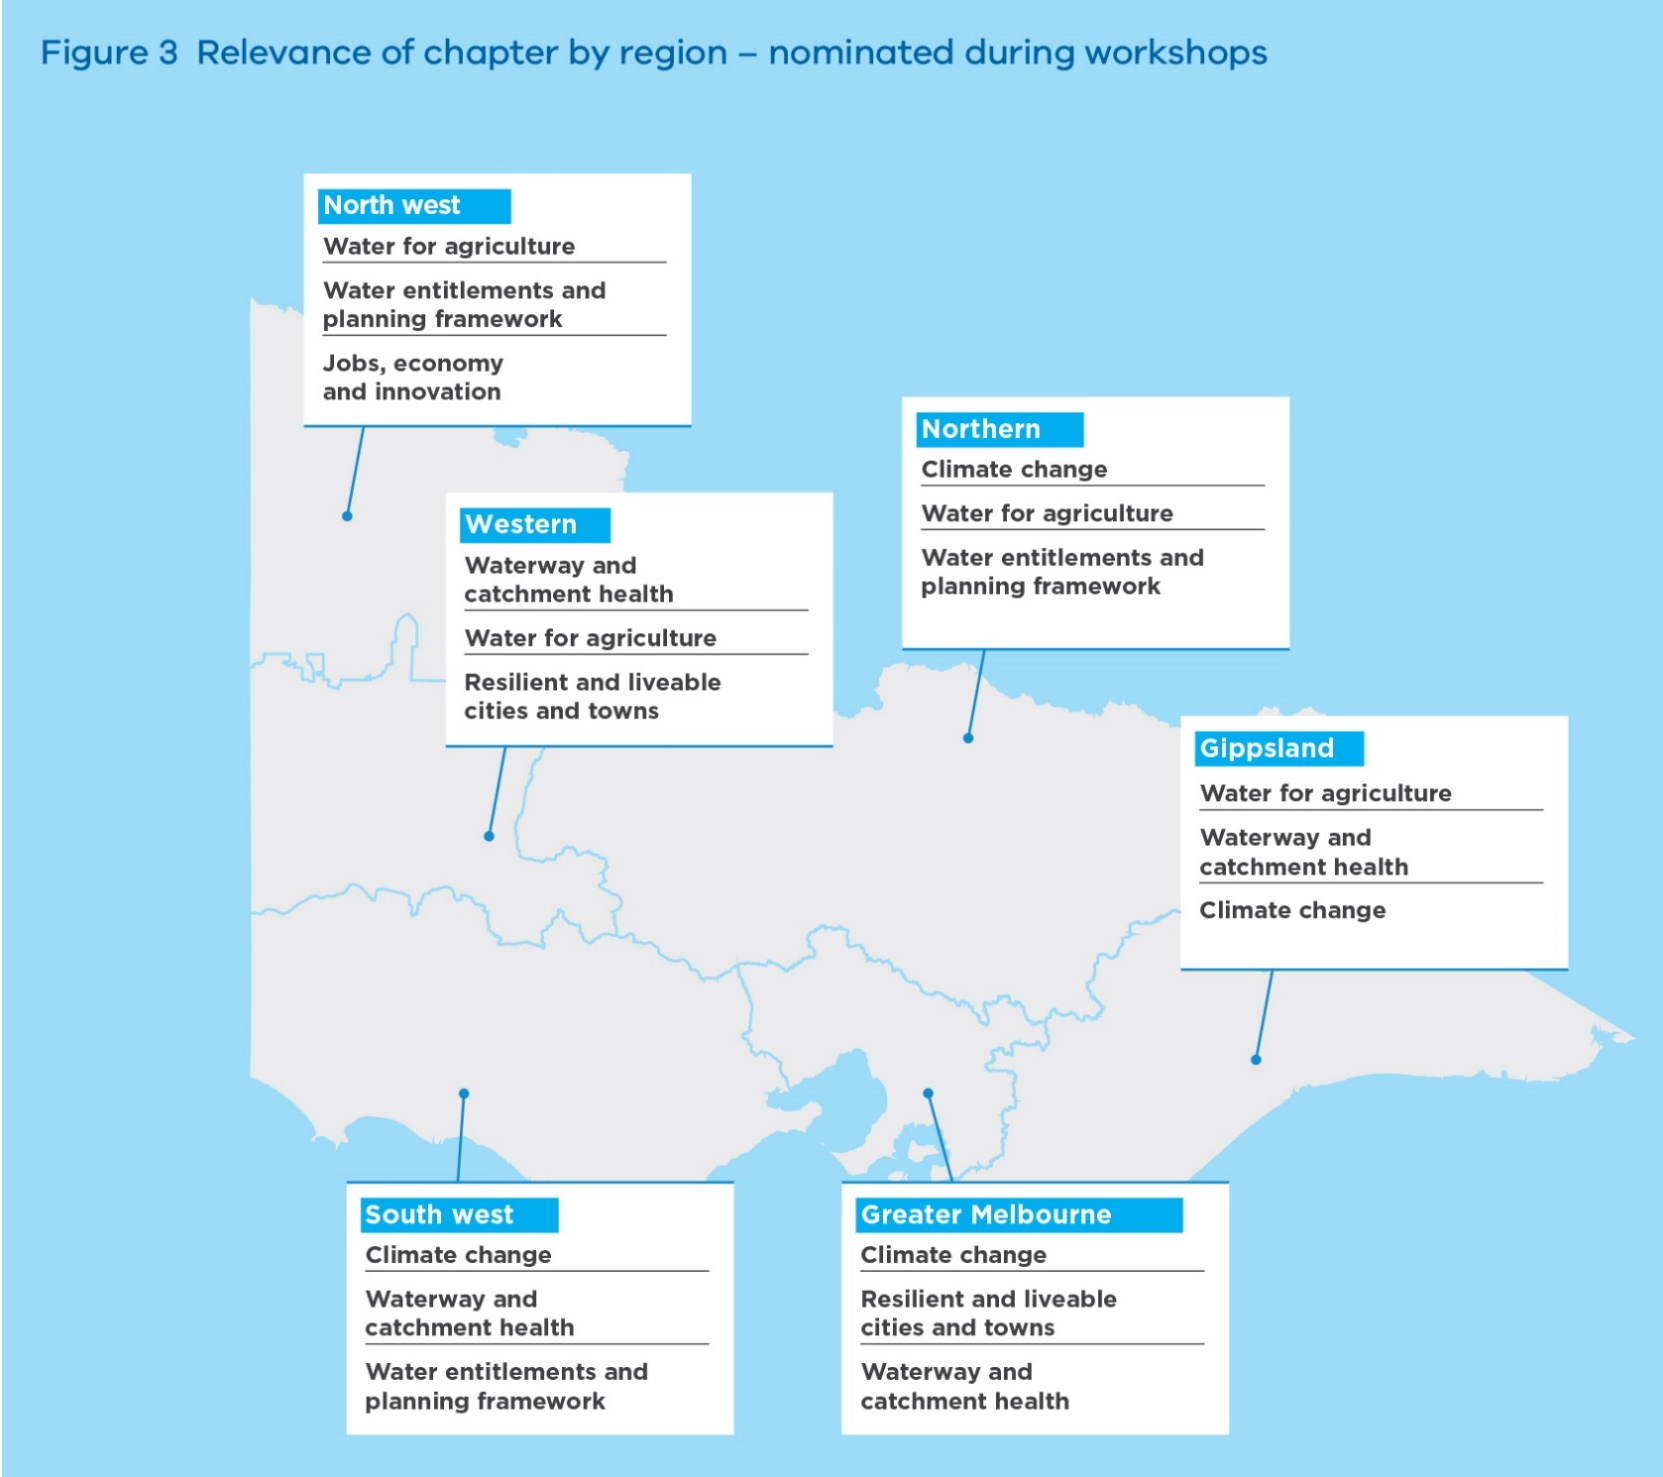 Figure 3  Relevance of chapter by region – nominated during workshops
North west
Water for agriculture
Water entitlements and
planning framework
Jobs, economy
and innovation
Northern
Climate change
Water for agriculture
Water entitlements and
planning framework
Western
Waterway and
catchment health
Water for agriculture
Resilient and liveable
cities and towns
Gippsland
Water for agriculture
Waterway and
catchment health
Climate change
South west
Climate change
Waterway and
catchment health
Water entitlements and
planning framework
Greater Melbourne
Climate change
Resilient and liveable
cities and towns
Waterway and
catchment health